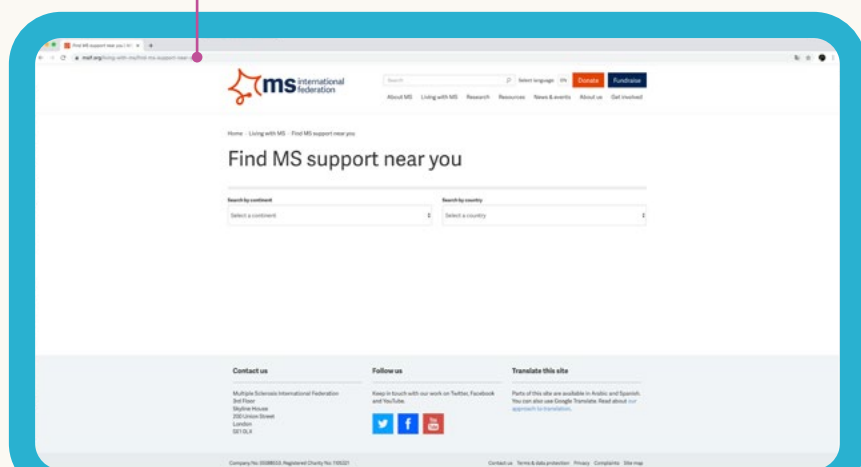 Find MS support near you | M
msif.org/living-with-ms/find-ms-support-near-
ms international
federation
Search
Select language EN
Donate
Fundraise
About MS Living with MS Research Resources News & events About us Get involved
Home Living with MS Find MS support near you
Find MS support near you
Search by continent
Search by country
Select a continent
Select a country
Contact us
Follow us
Translate this site
Multiple Sclerosis International Federation
3rd Floor
Skyline House
200 Union Street
London
SE1 0LX
Keep in touch with our work on Twitter, Facebook
and YouTube.
Parts of this site are available in Arabic and Spanish.
You can also use Google Translate. Read about our
approach to translation.
You
Tube
Contact us Terms & data protection Privacy Complaints Site map